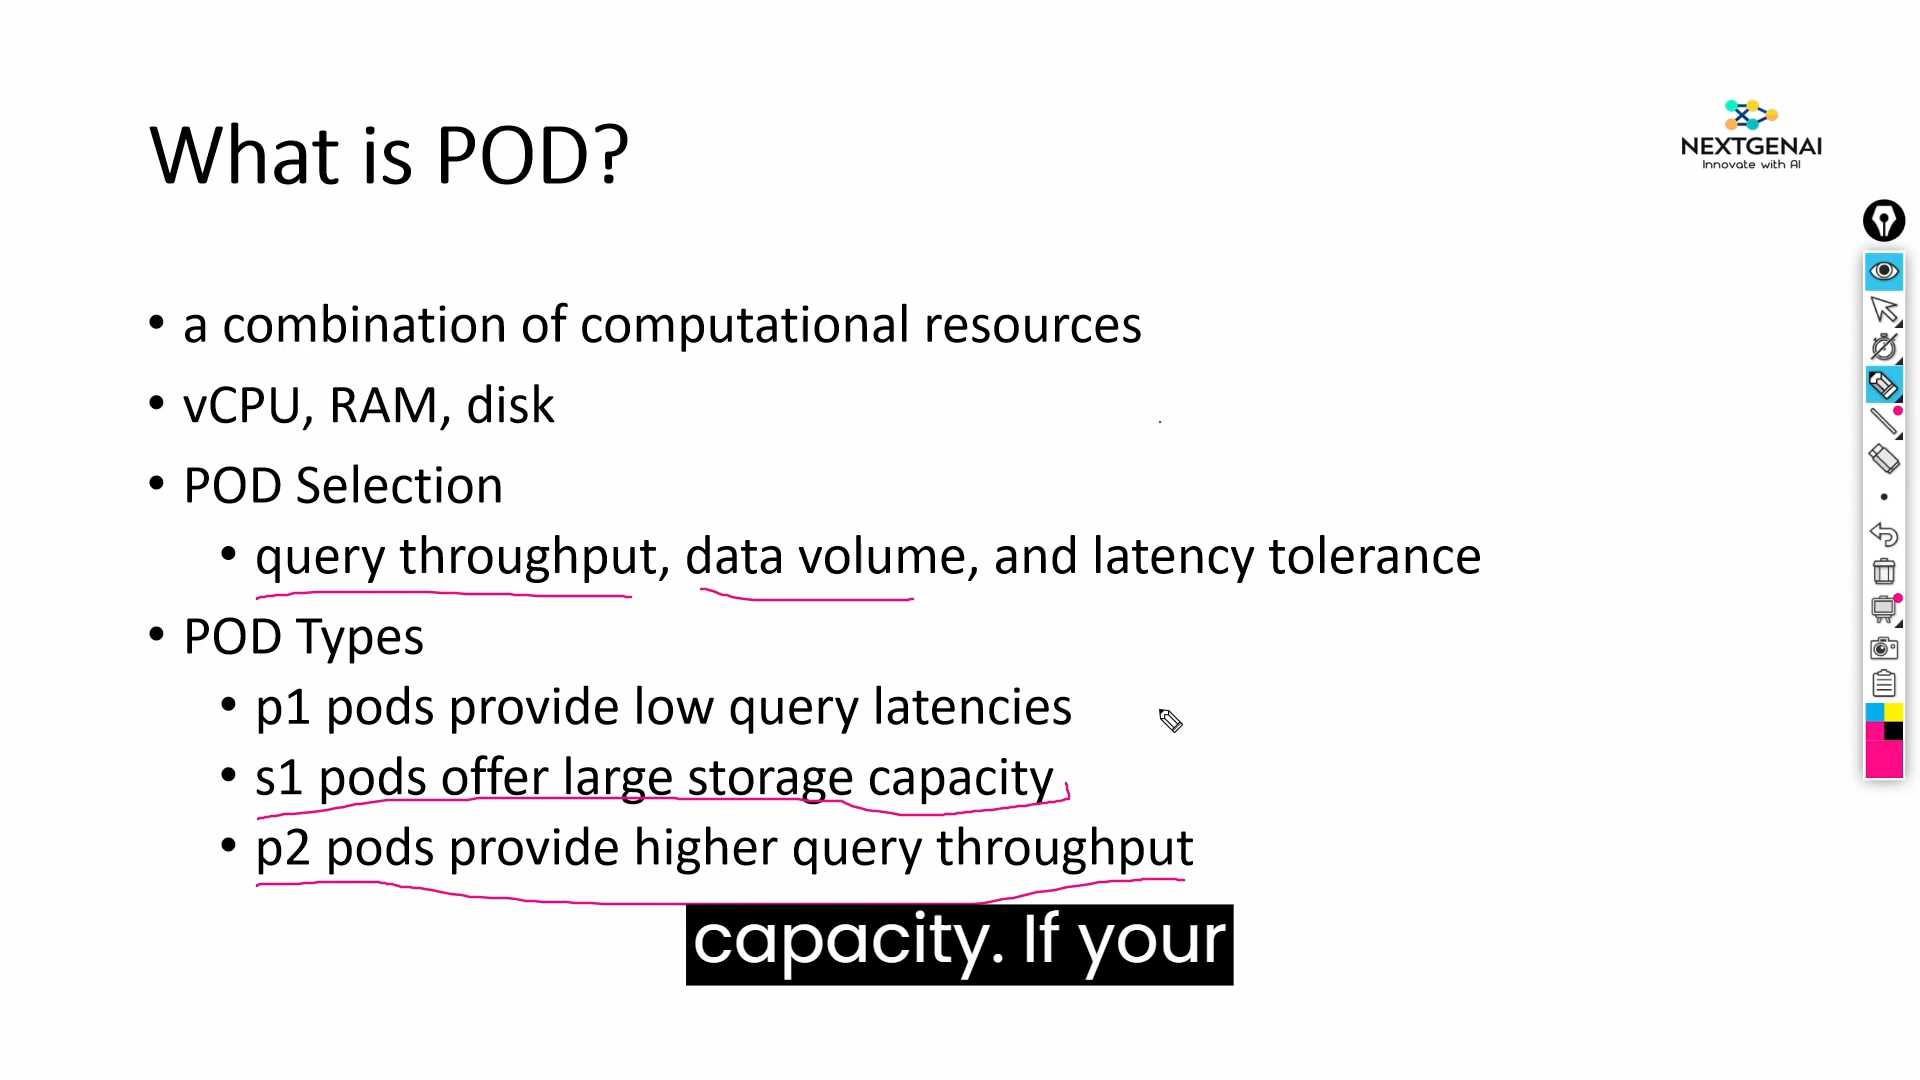 What is POD?
NEXTGENAI
Innovate with AI
• a combination of computational resources
• vCPU, RAM, disk
• POD Selection
• query throughput, data volume, and latency tolerance
• POD Types
• p1 pods provide low query latencies
• s1 pods offer large storage capacity
• p2 pods provide higher query throughput
capacity. If your